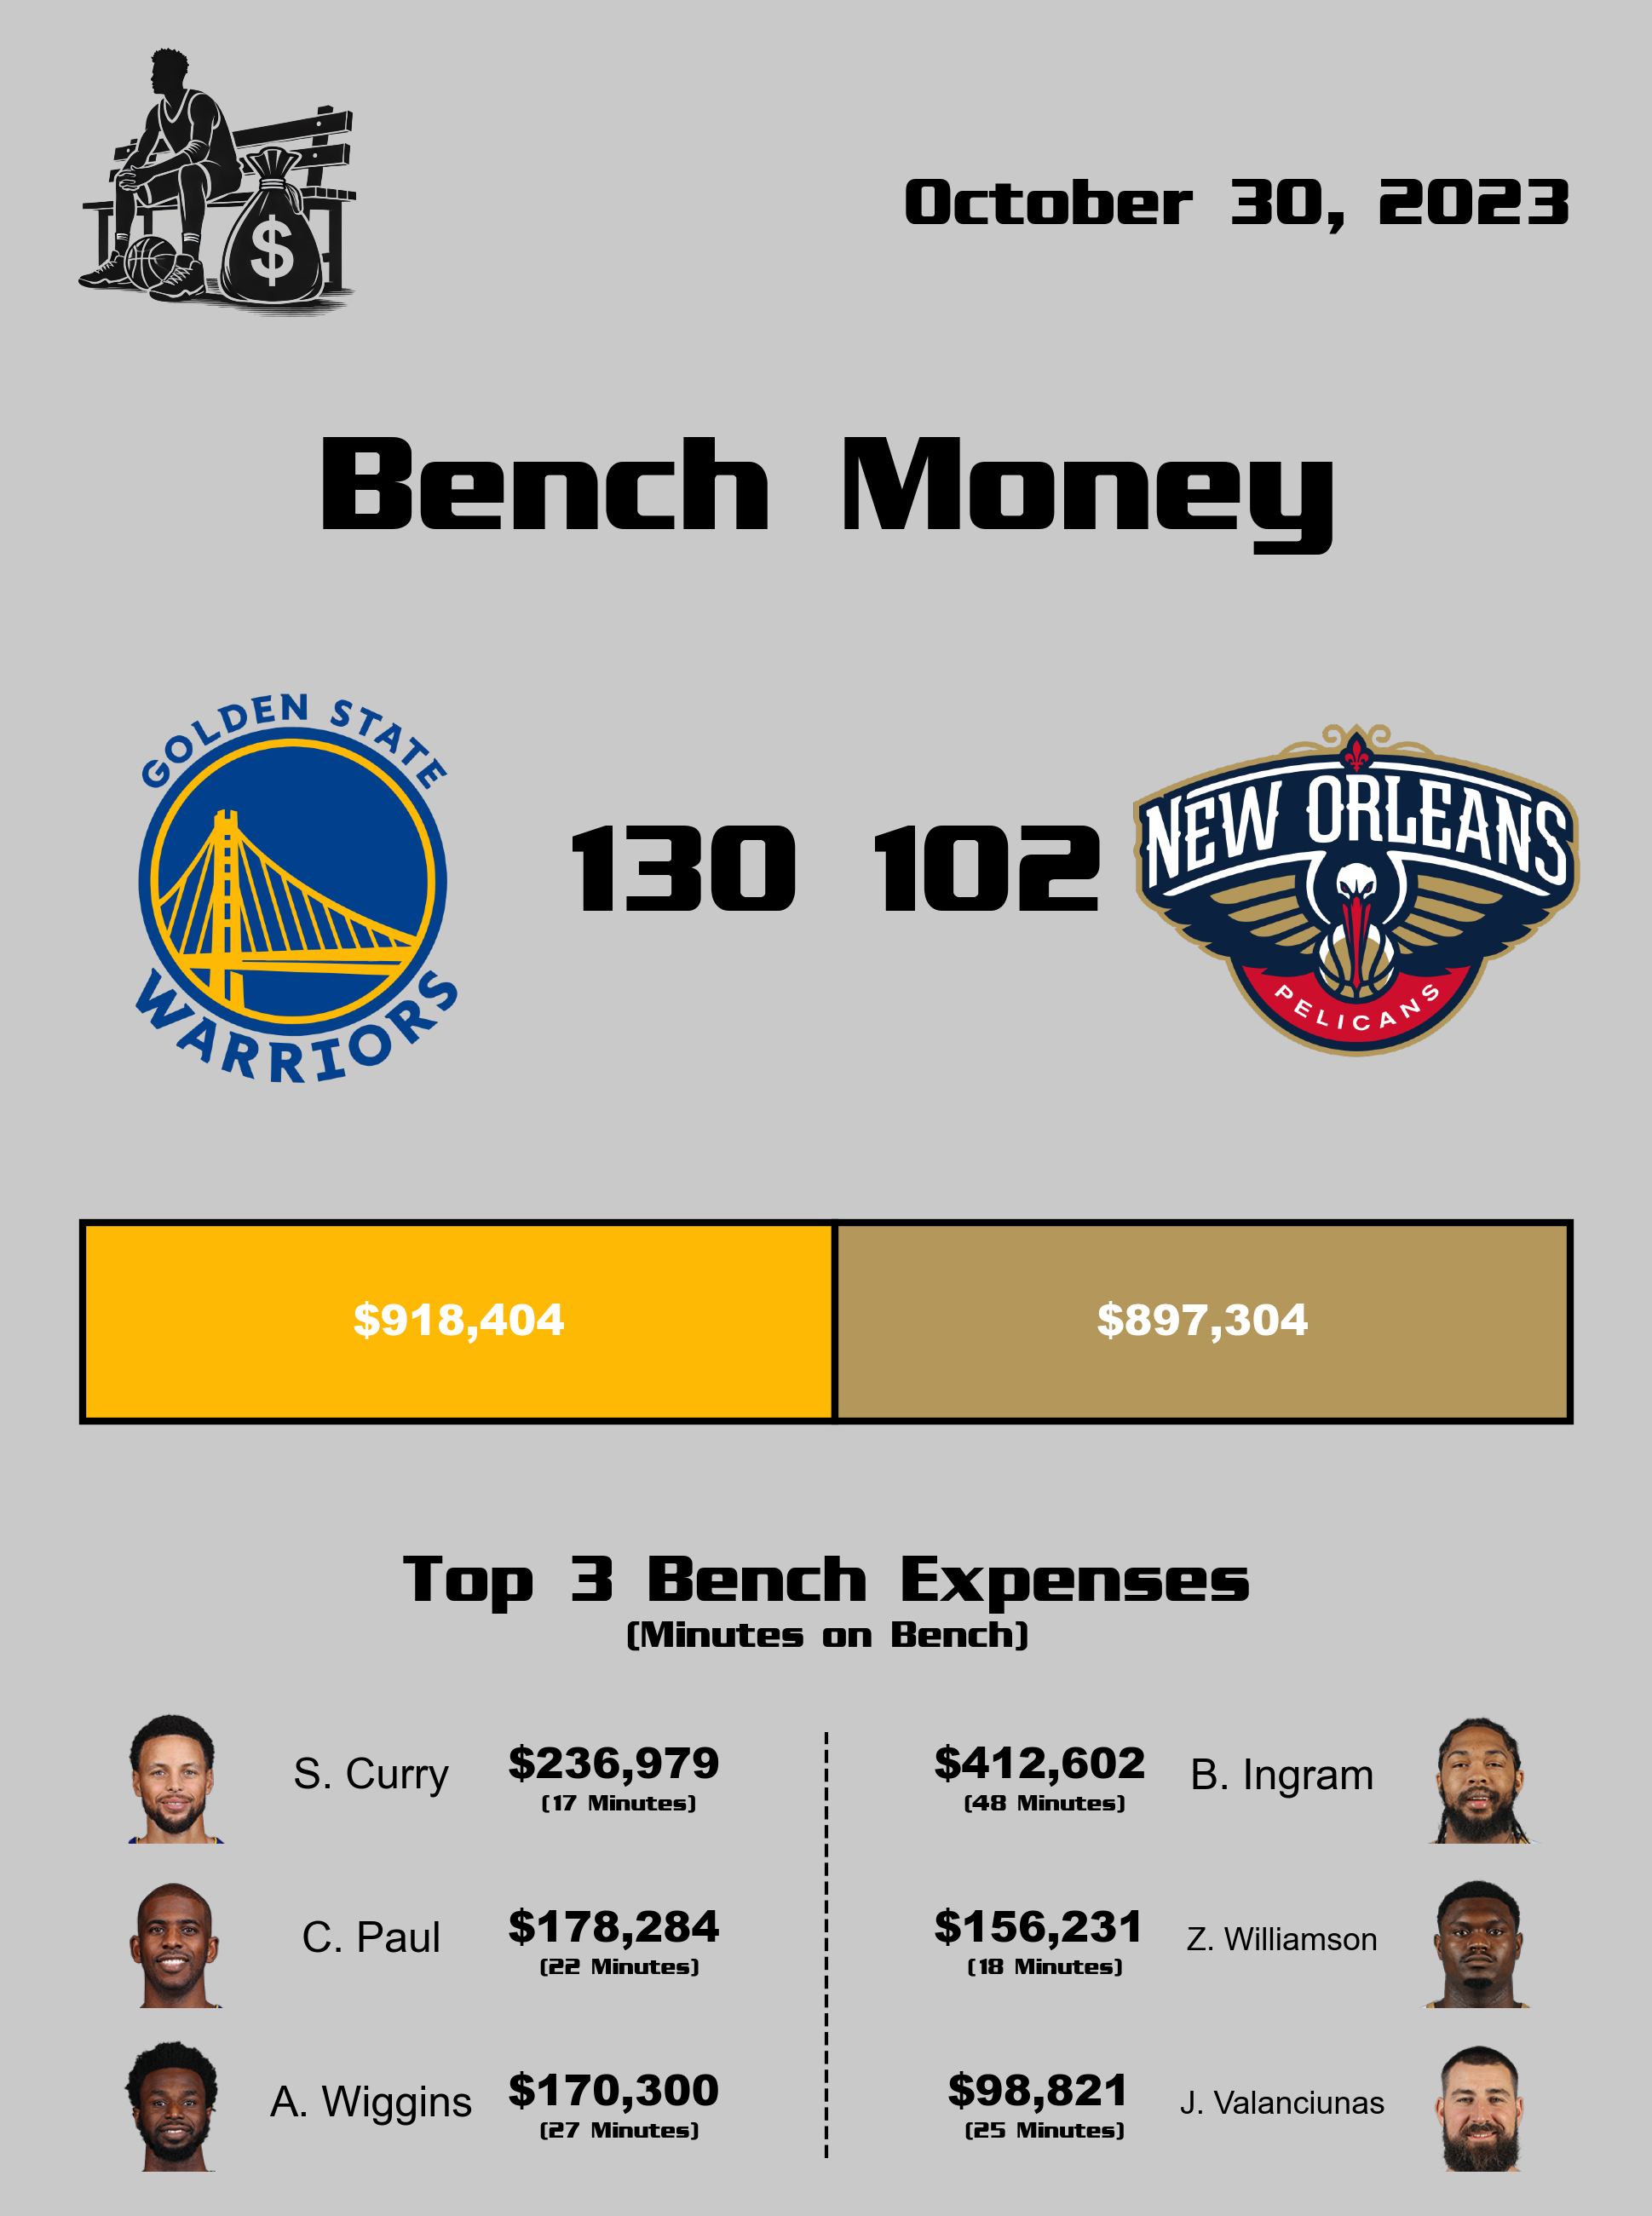 $
October 30, 2023
Bench Money
GOLDEN STATE
WARRIORS
130 102
NEW ORLEANS
PELICANS
$918,404 $897,304
Top 3 Bench Expenses
(Minutes on Bench)
S. Curry $236,979 $412,602 B. Ingram
(17 Minutes) (48 Minutes)
C. Paul $178,284 $156,231 Z. Williamson
(22 Minutes) (18 Minutes)
A. Wiggins $170,300 $98,821 J. Valanciunas
(27 Minutes) (25 Minutes)